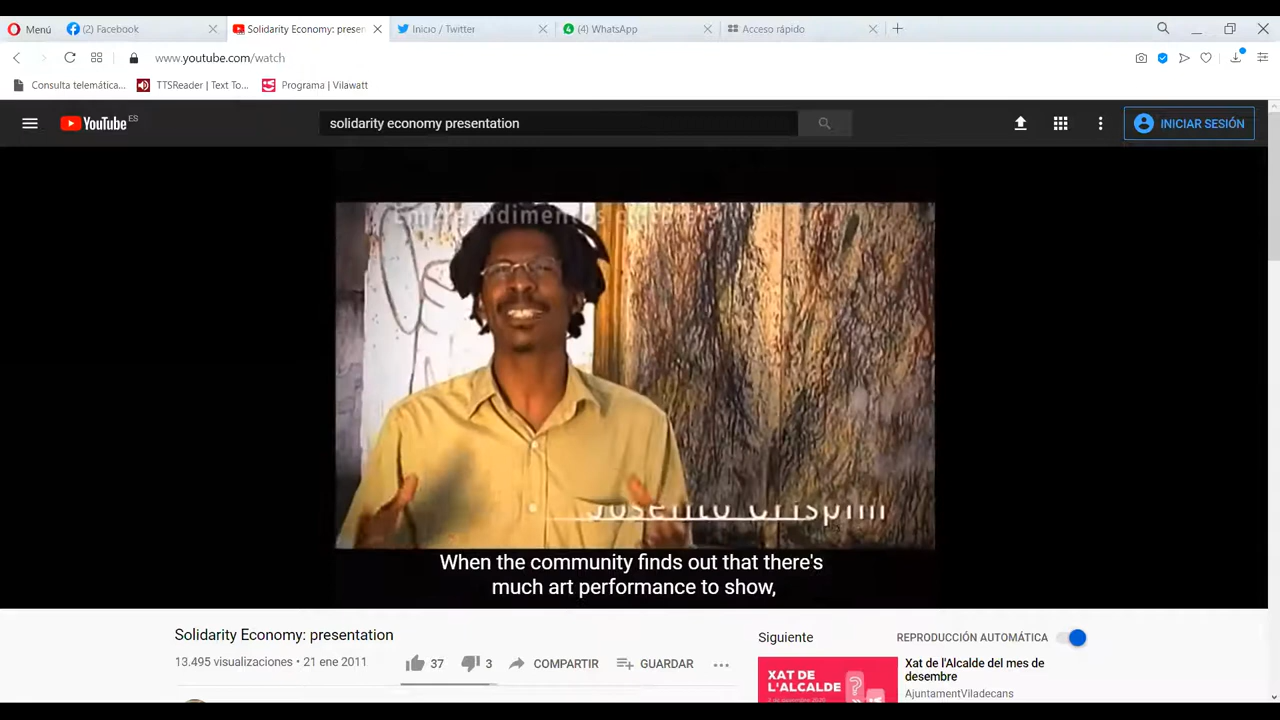 Menú
(2) Facebook
Solidarity Economy: presen
Inicio / Twitter
(4) WhatsApp
Acceso rápido
www.youtube.com/watch
Consulta telemática...
TTSReader | Text To...
Programa | Vilawatt
YouTube ES
solidarity economy presentation
INICIAR SESIÓN
Empreendimentos
Crispim
When the community finds out that there's
much art performance to show,
Solidarity Economy: presentation
13.495 visualizaciones • 21 ene 2011
37
3
COMPARTIR
GUARDAR
Siguiente
REPRODUCCIÓN AUTOMÁTICA
XAT DE
L'ALCALDE
Xat de l'Alcalde del mes de
desembre
AjuntamentViladecans